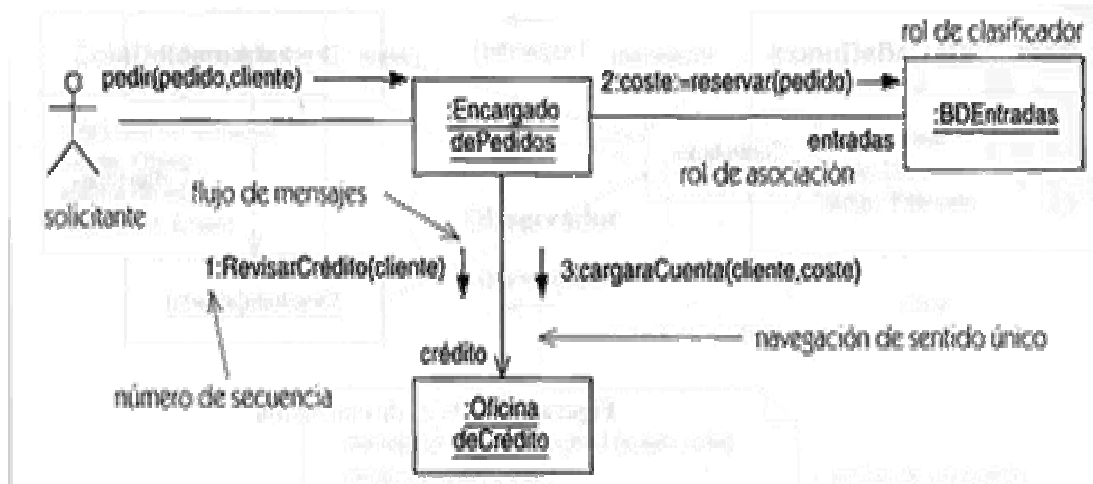 rol de clasificador
pedir(pedido,cliente)
2:coste:=reservar(pedido)
:Encargado
dePedidos
:BDEntradas
entradas
rol de asociación
flujo de mensajes
solicitante
1:RevisarCrédito(cliente)
3:cargaraCuenta(cliente,coste)
navegación de sentido único
crédito
número de secuencia
:Oficina
deCrédito